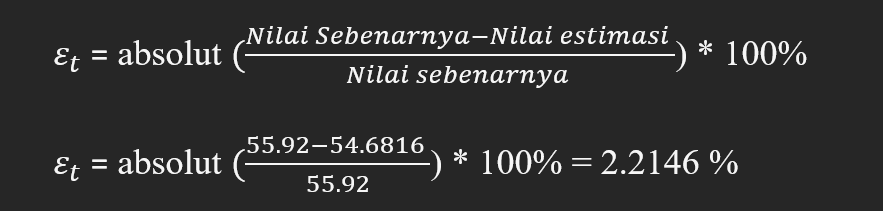 εₜ = absolut (Nilai Sebenarnya−Nilai estimasi / Nilai sebenarnya) * 100%
εₜ = absolut (55.92−54.6816 / 55.92) * 100% = 2.2146 %